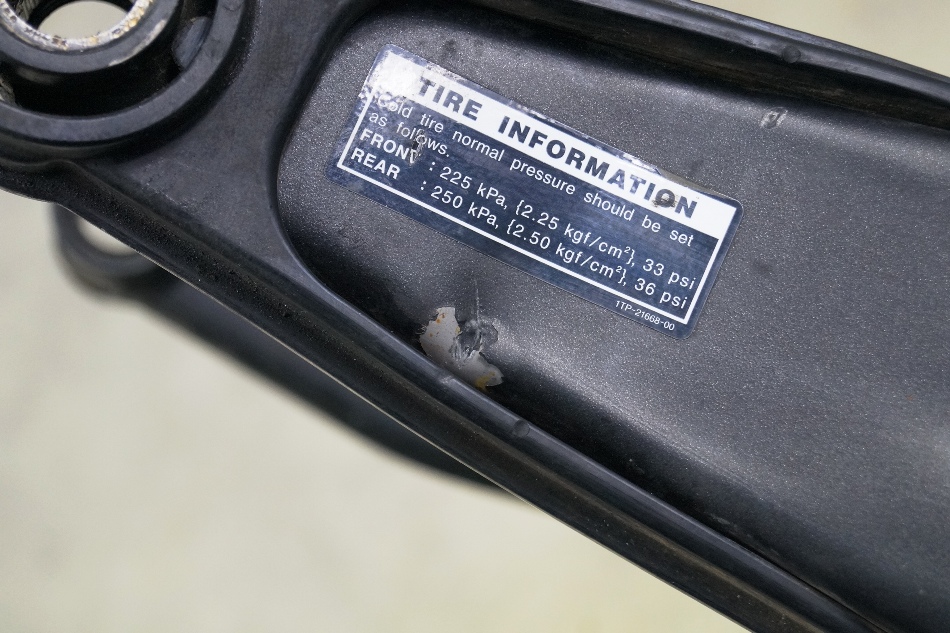 TIRE INFORMATION
Cold tire normal pressure should be set
as follows.
FRONT : 225 kPa, {2.25 kgf/cm²}, 33 psi
REAR : 250 kPa, {2.50 kgf/cm²}, 36 psi
1TP-21668-00